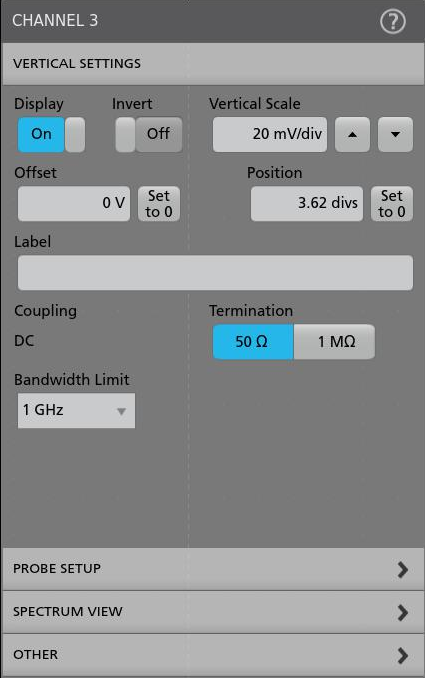 CHANNEL 3
?
VERTICAL SETTINGS
Display Invert Vertical Scale
On Off 20 mV/div
Offset Position
0 V Set to 0 3.62 divs Set to 0
Label
Coupling Termination
DC 50 Ω 1 MΩ
Bandwidth Limit
1 GHz
PROBE SETUP
SPECTRUM VIEW
OTHER